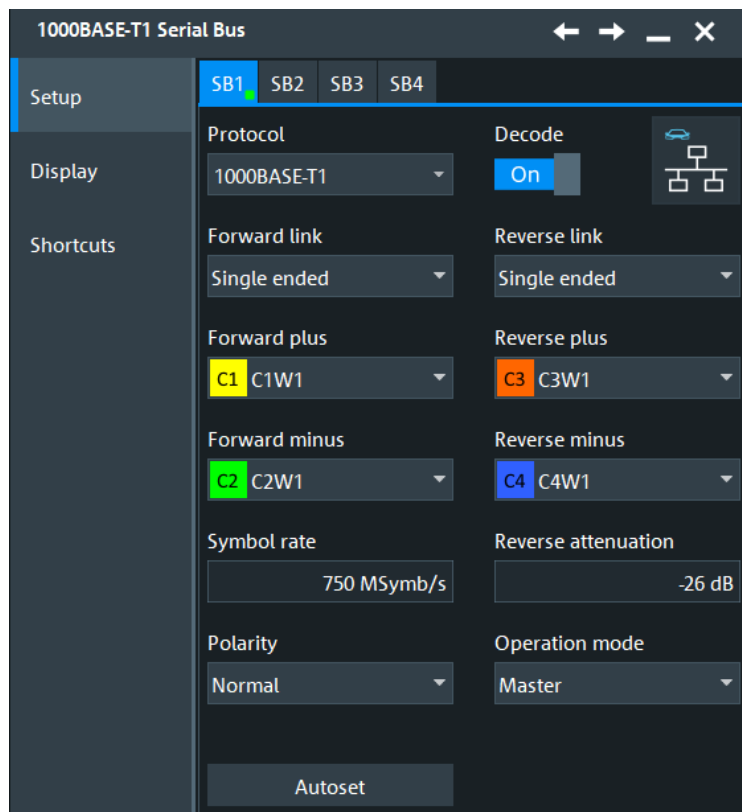 1000BASE-T1 Serial Bus
Setup
Display
Shortcuts
SB1 SB2 SB3 SB4
Protocol
1000BASE-T1
Decode
On
Forward link
Single ended
Reverse link
Single ended
Forward plus
C1 C1W1
Reverse plus
C3 C3W1
Forward minus
C2 C2W1
Reverse minus
C4 C4W1
Symbol rate
750 MSymb/s
Reverse attenuation
-26 dB
Polarity
Normal
Operation mode
Master
Autoset